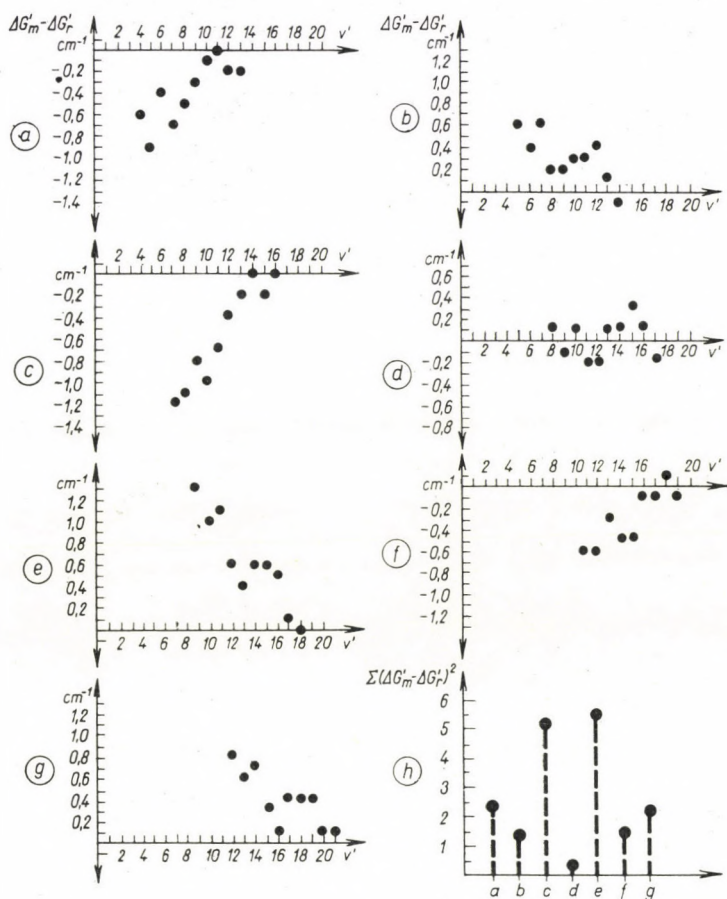 ΔG'm−ΔG'r
cm⁻¹
2 4 6 8 10 12 14 16 18 20 v'
−0,2
−0,4
−0,6
−0,8
−1,0
−1,2
−1,4
a
ΔG'm−ΔG'r
cm⁻¹
1,2
1,0
0,8
0,6
0,4
0,2
2 4 6 8 10 12 14 16 18 20 v'
b
2 4 6 8 10 12 14 16 18 20 v'
cm⁻¹
−0,2
−0,4
−0,6
−0,8
−1,0
−1,2
−1,4
c
cm⁻¹
0,6
0,4
0,2
2 4 6 8 10 12 14 16 18 20 v'
−0,2
−0,4
−0,6
−0,8
d
cm⁻¹
1,2
1,0
0,8
0,6
0,4
0,2
2 4 6 8 10 12 14 16 18 20 v'
e
2 4 6 8 10 12 14 16 20 v'
cm⁻¹
−0,2
−0,4
−0,6
−0,8
−1,0
−1,2
f
cm⁻¹
1,2
1,0
0,8
0,6
0,4
0,2
2 4 6 8 10 12 14 16 18 20 v'
g
Σ(ΔG'm−ΔG'r)²
6
5
4
3
2
1
a b c d e f g
h